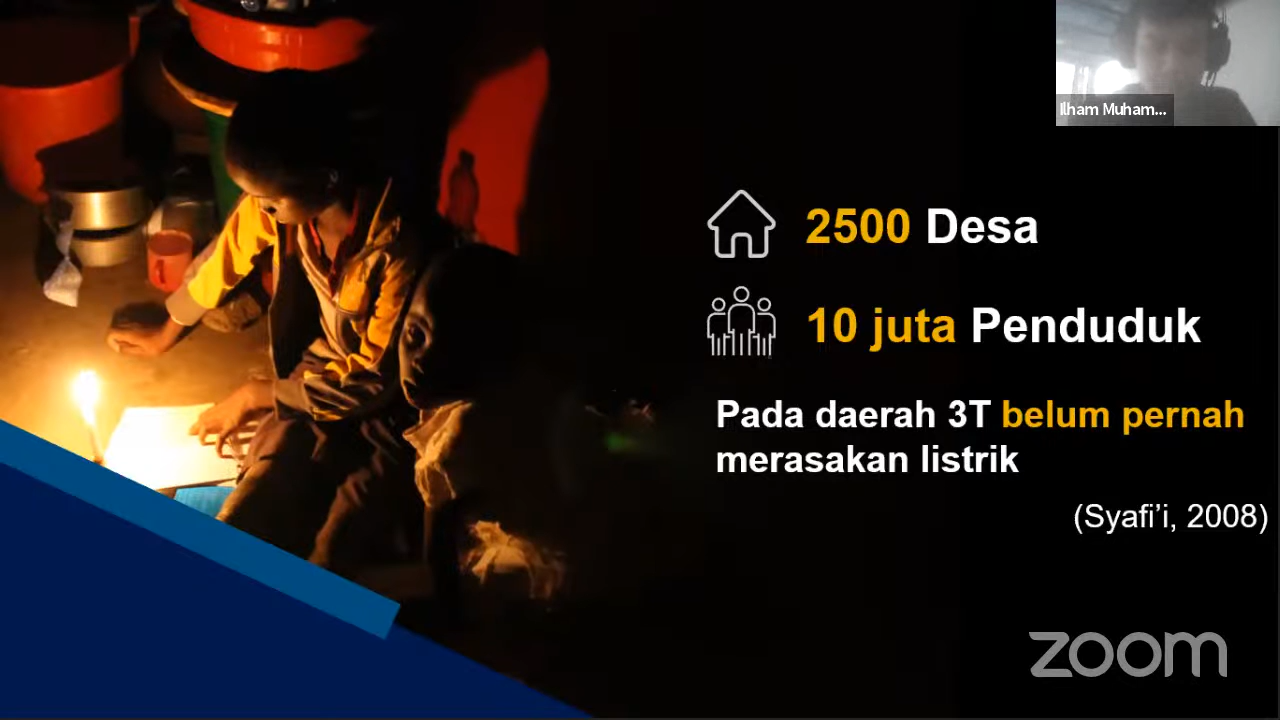 Ilham Muham...
2500 Desa
10 juta Penduduk
Pada daerah 3T belum pernah
merasakan listrik
(Syafi'i, 2008)
zoom